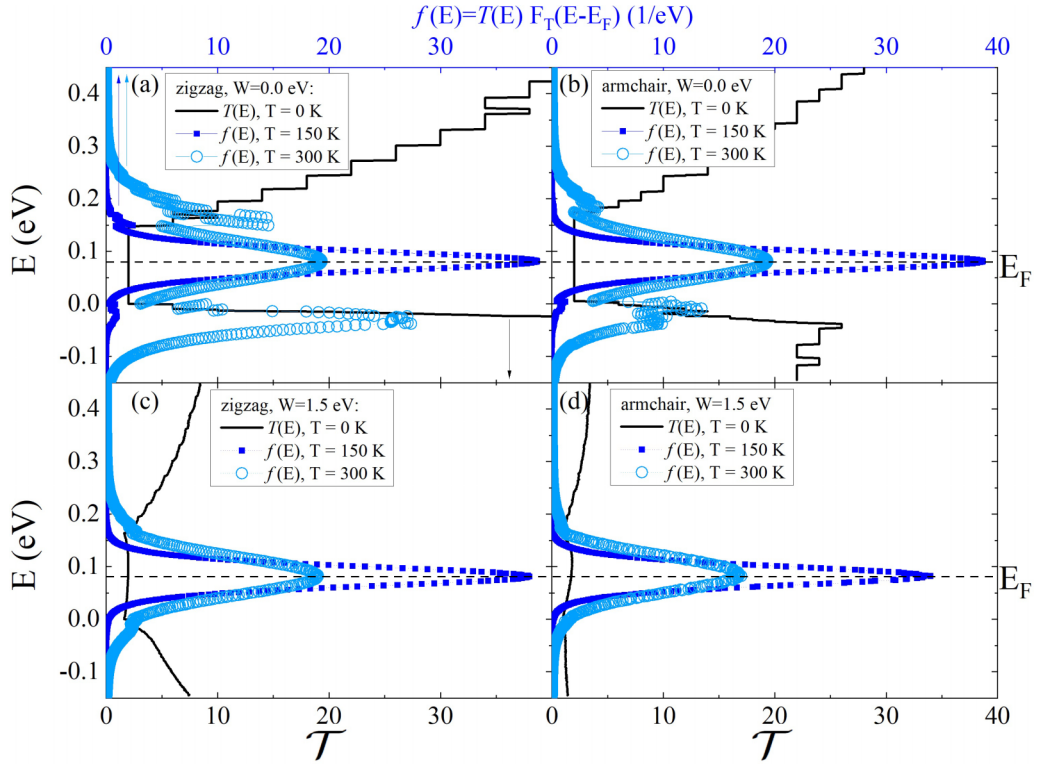 f(E)=T(E) F_T(E-E_F) (1/eV)
0 10 20 30 0 10 20 30 40
(a) zigzag, W=0.0 eV:
T(E), T = 0 K
f(E), T = 150 K
f(E), T = 300 K
(b) armchair, W=0.0 eV
T(E), T = 0 K
f(E), T = 150 K
f(E), T = 300 K
E (eV)
0.4
0.3
0.2
0.1
0.0
-0.1
E_F
(c) zigzag, W=1.5 eV:
T(E), T = 0 K
f(E), T = 150 K
f(E), T = 300 K
(d) armchair, W=1.5 eV
T(E), T = 0 K
f(E), T = 150 K
f(E), T = 300 K
E (eV)
0.4
0.3
0.2
0.1
0.0
-0.1
E_F
0 10 20 30 0 10 20 30 40
𝒯 𝒯